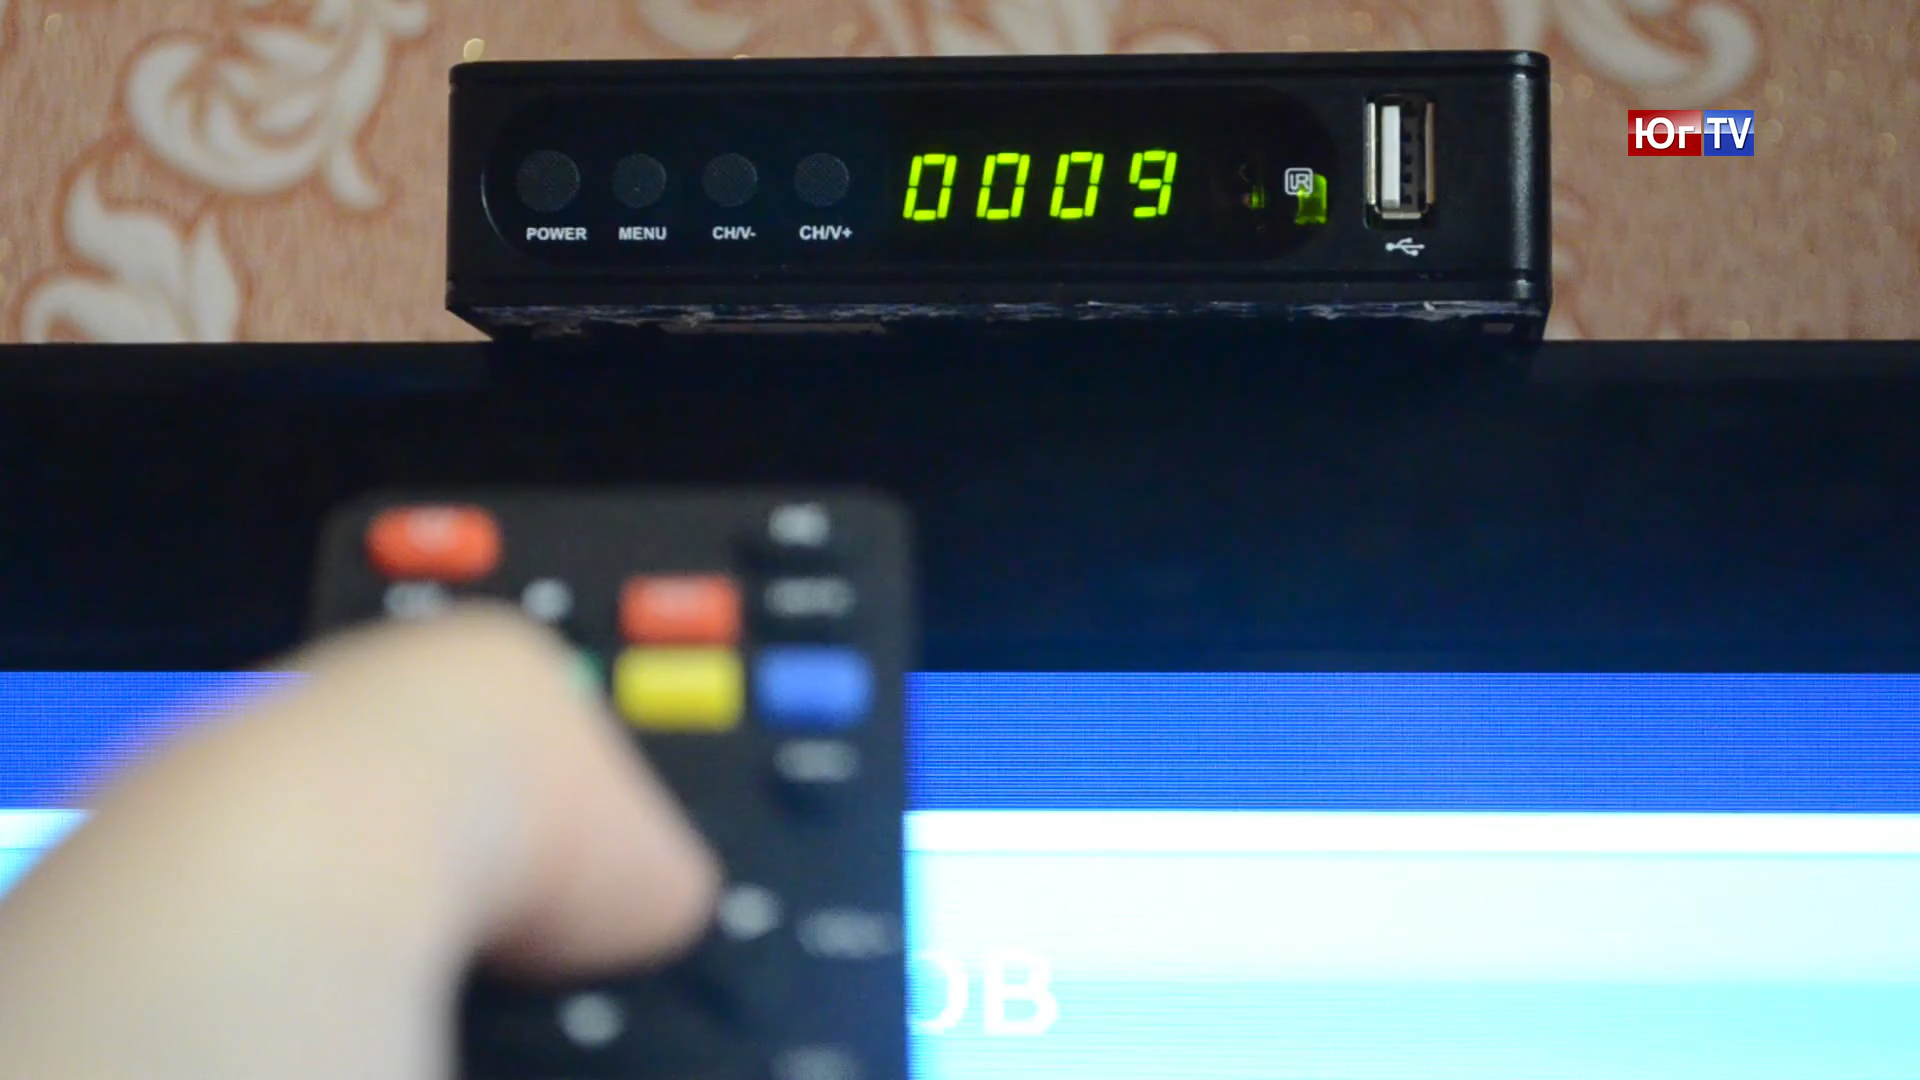 Юг TV
0009
IR
POWER MENU CH/V- CH/V+
ОВ